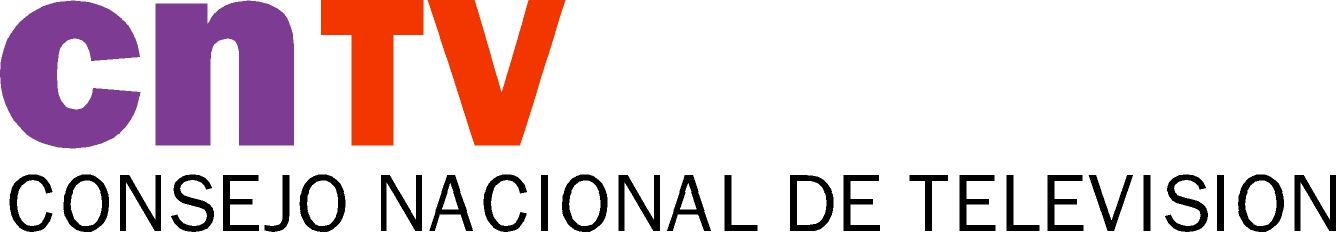 cnTV
CONSEJO NACIONAL DE TELEVISION